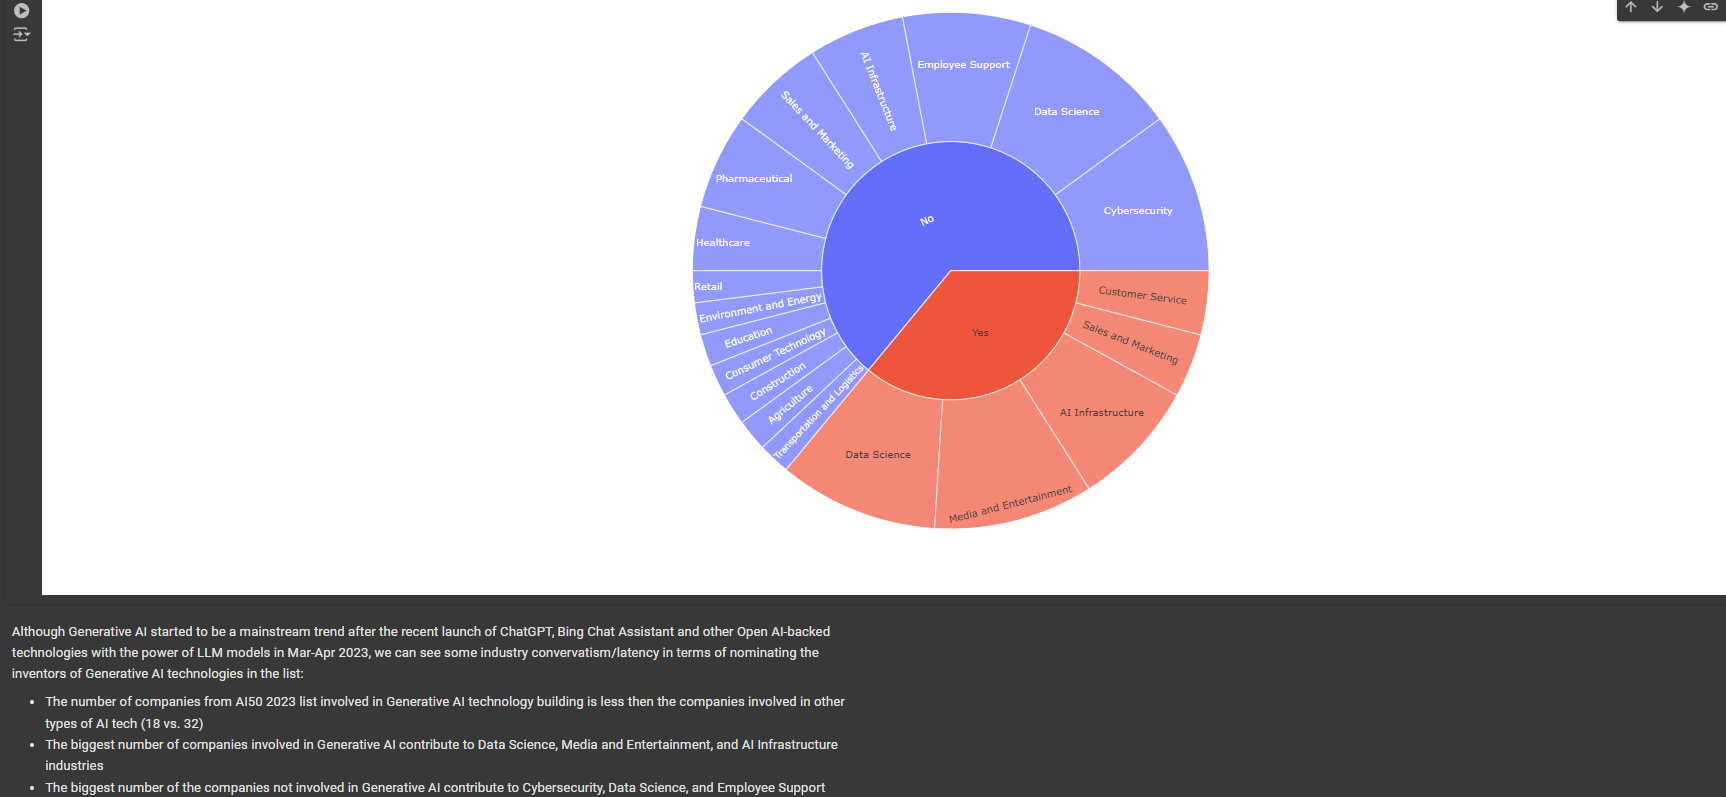 Employee Support
AI Infrastructure
Data Science
Sales and Marketing
Pharmaceutical
Cybersecurity
No
Healthcare
Retail
Environment and Energy
Education
Consumer Technology
Construction
Agriculture
Transportation and Logistics
Customer Service
Sales and Marketing
Yes
AI Infrastructure
Data Science
Media and Entertainment
Although Generative AI started to be a mainstream trend after the recent launch of ChatGPT, Bing Chat Assistant and other Open AI-backed
technologies with the power of LLM models in Mar-Apr 2023, we can see some industry convervatism/latency in terms of nominating the
inventors of Generative AI technologies in the list:
• The number of companies from AI50 2023 list involved in Generative AI technology building is less then the companies involved in other
types of AI tech (18 vs. 32)
• The biggest number of companies involved in Generative AI contribute to Data Science, Media and Entertainment, and AI Infrastructure
industries
• The biggest number of the companies not involved in Generative AI contribute to Cybersecurity, Data Science, and Employee Support